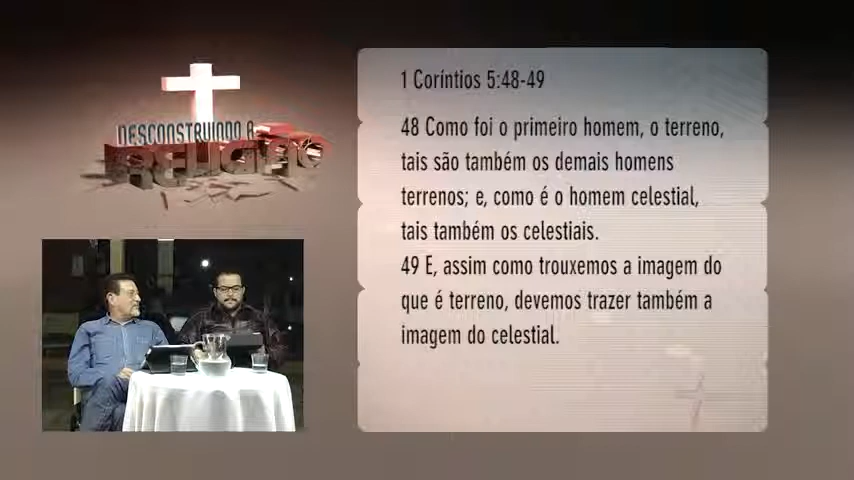 DESCONSTRUINDO A
RELIGIÃO
1 Coríntios 5:48-49
48 Como foi o primeiro homem, o terreno,
tais são também os demais homens
terrenos; e, como é o homem celestial,
tais também os celestiais.
49 E, assim como trouxemos a imagem do
que é terreno, devemos trazer também a
imagem do celestial.